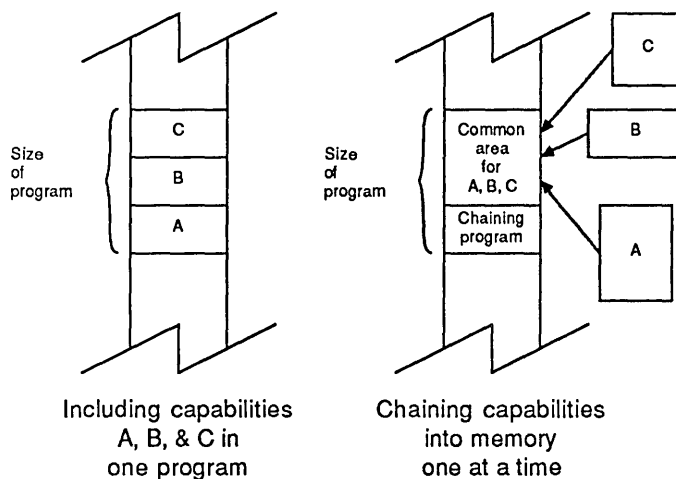 C
B
A
Size
of
program
Including capabilities
A, B, & C in
one program
Common
area
for
A, B, C
Chaining
program
Size
of
program
C
B
A
Chaining capabilities
into memory
one at a time